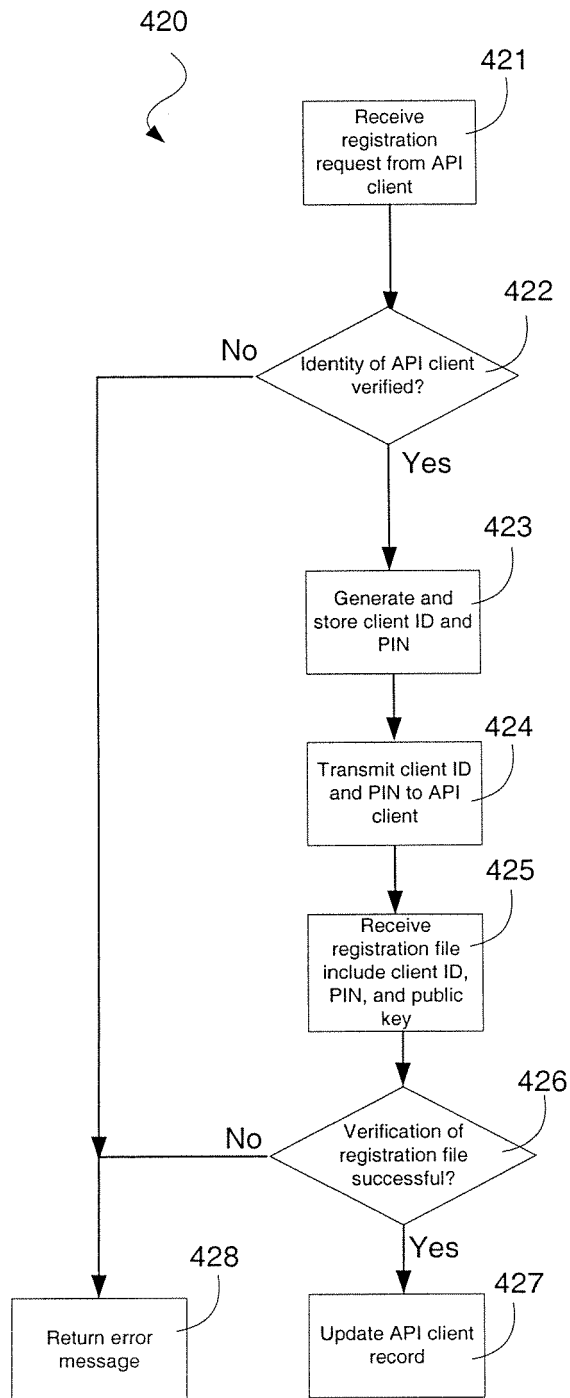 420
421
Receive
registration
request from API
client
422
No
Identity of API client
verified?
Yes
423
Generate and
store client ID and
PIN
424
Transmit client ID
and PIN to API
client
425
Receive
registration file
include client ID,
PIN, and public
key
426
No
Verification of
registration file
successful?
Yes
428
427
Return error
message
Update API client
record